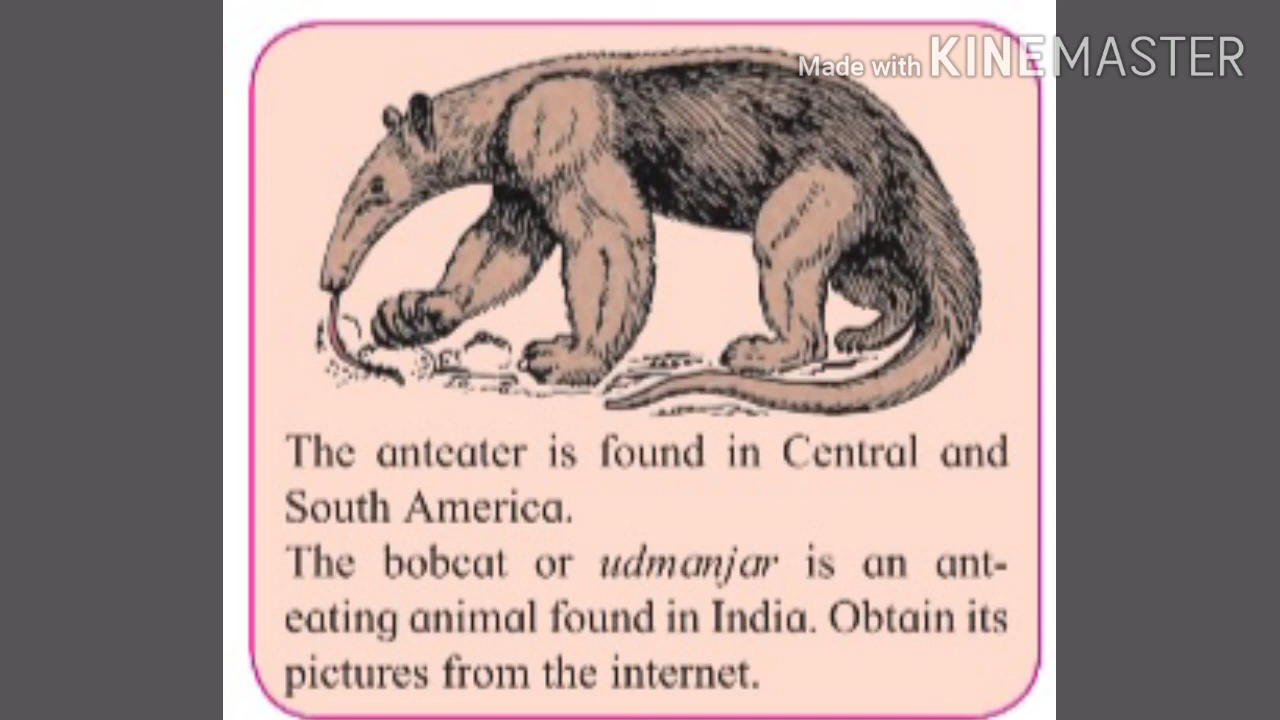 Made with KINEMASTER
The anteater is found in Central and
South America.
The bobcat or udmanjar is an ant-
eating animal found in India. Obtain its
pictures from the internet.